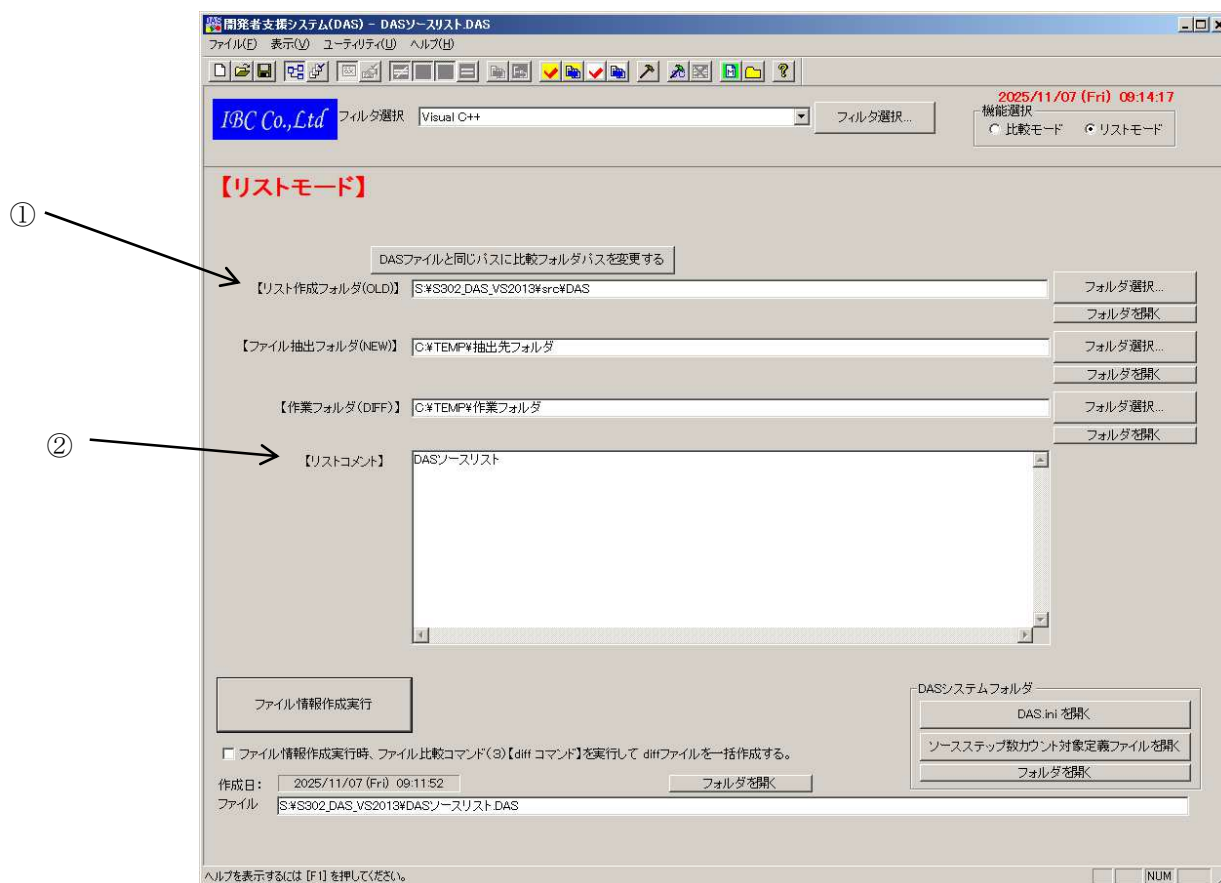 開発者支援システム(DAS) - DASソースリスト.DAS
ファイル(F) 表示(V) ユーティリティ(U) ヘルプ(H)
2025/11/07 (Fri) 09:14:17
IBC Co.,Ltd フィルタ選択 Visual C++ フィルタ選択...
機能選択
比較モード リストモード
【リストモード】
①
DASファイルと同じパスに比較フォルダパスを変更する
【リスト作成フォルダ(OLD)】 S:¥S302_DAS_VS2013¥src¥DAS フォルダ選択...
フォルダを開く
【ファイル抽出フォルダ(NEW)】 C:¥TEMP¥抽出先フォルダ フォルダ選択...
フォルダを開く
【作業フォルダ(DIFF)】 C:¥TEMP¥作業フォルダ フォルダ選択...
フォルダを開く
②
【リストコメント】 DASソースリスト
ファイル情報作成実行
DASシステムフォルダ
DAS.ini を開く
ソースステップ数カウント対象定義ファイルを開く
フォルダを開く
ファイル情報作成実行時、ファイル比較コマンド(3)【diff コマンド】を実行して diffファイルを一括作成する。
作成日: 2025/11/07 (Fri) 09:11:52 フォルダを開く
ファイル S:¥S302_DAS_VS2013¥DASソースリスト.DAS
ヘルプを表示するには [F1] を押してください。 NUM